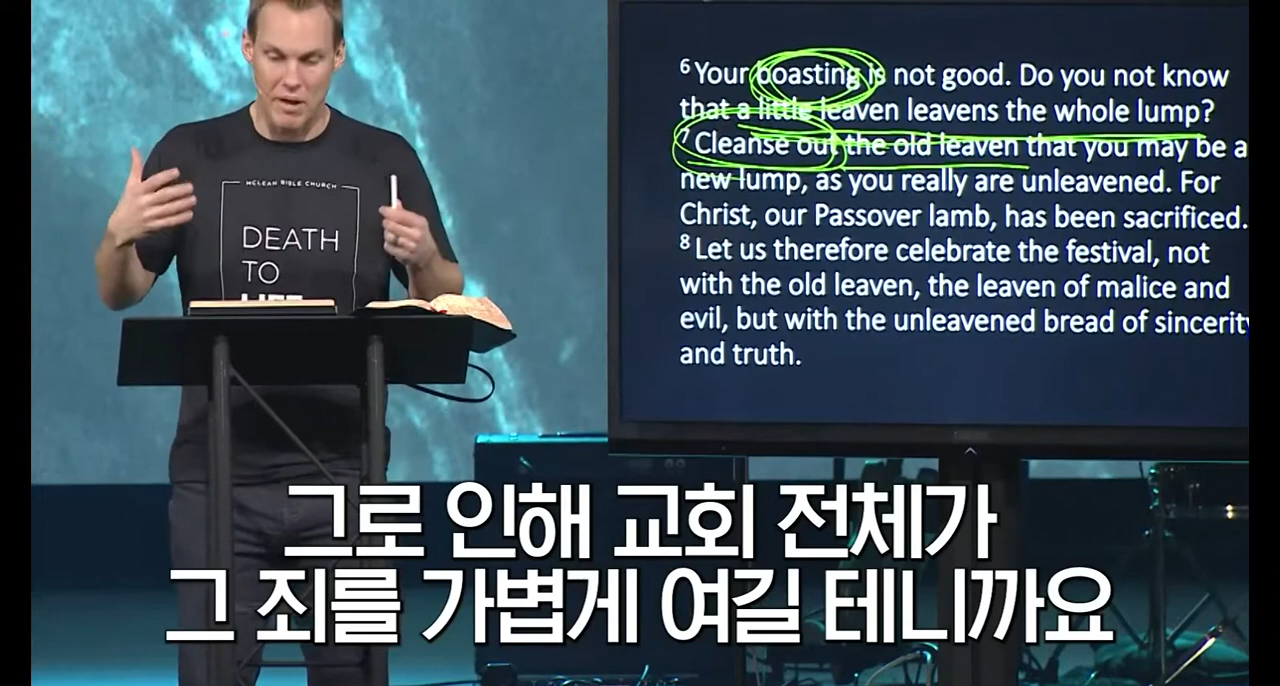 McLEAN BIBLE CHURCH
DEATH
TO
LIFE
6 Your boasting is not good. Do you not know
that a little leaven leavens the whole lump?
7 Cleanse out the old leaven that you may be a
new lump, as you really are unleavened. For
Christ, our Passover lamb, has been sacrificed.
8 Let us therefore celebrate the festival, not
with the old leaven, the leaven of malice and
evil, but with the unleavened bread of sincerity
and truth.
그로 인해 교회 전체가
그 죄를 가볍게 여길 테니까요